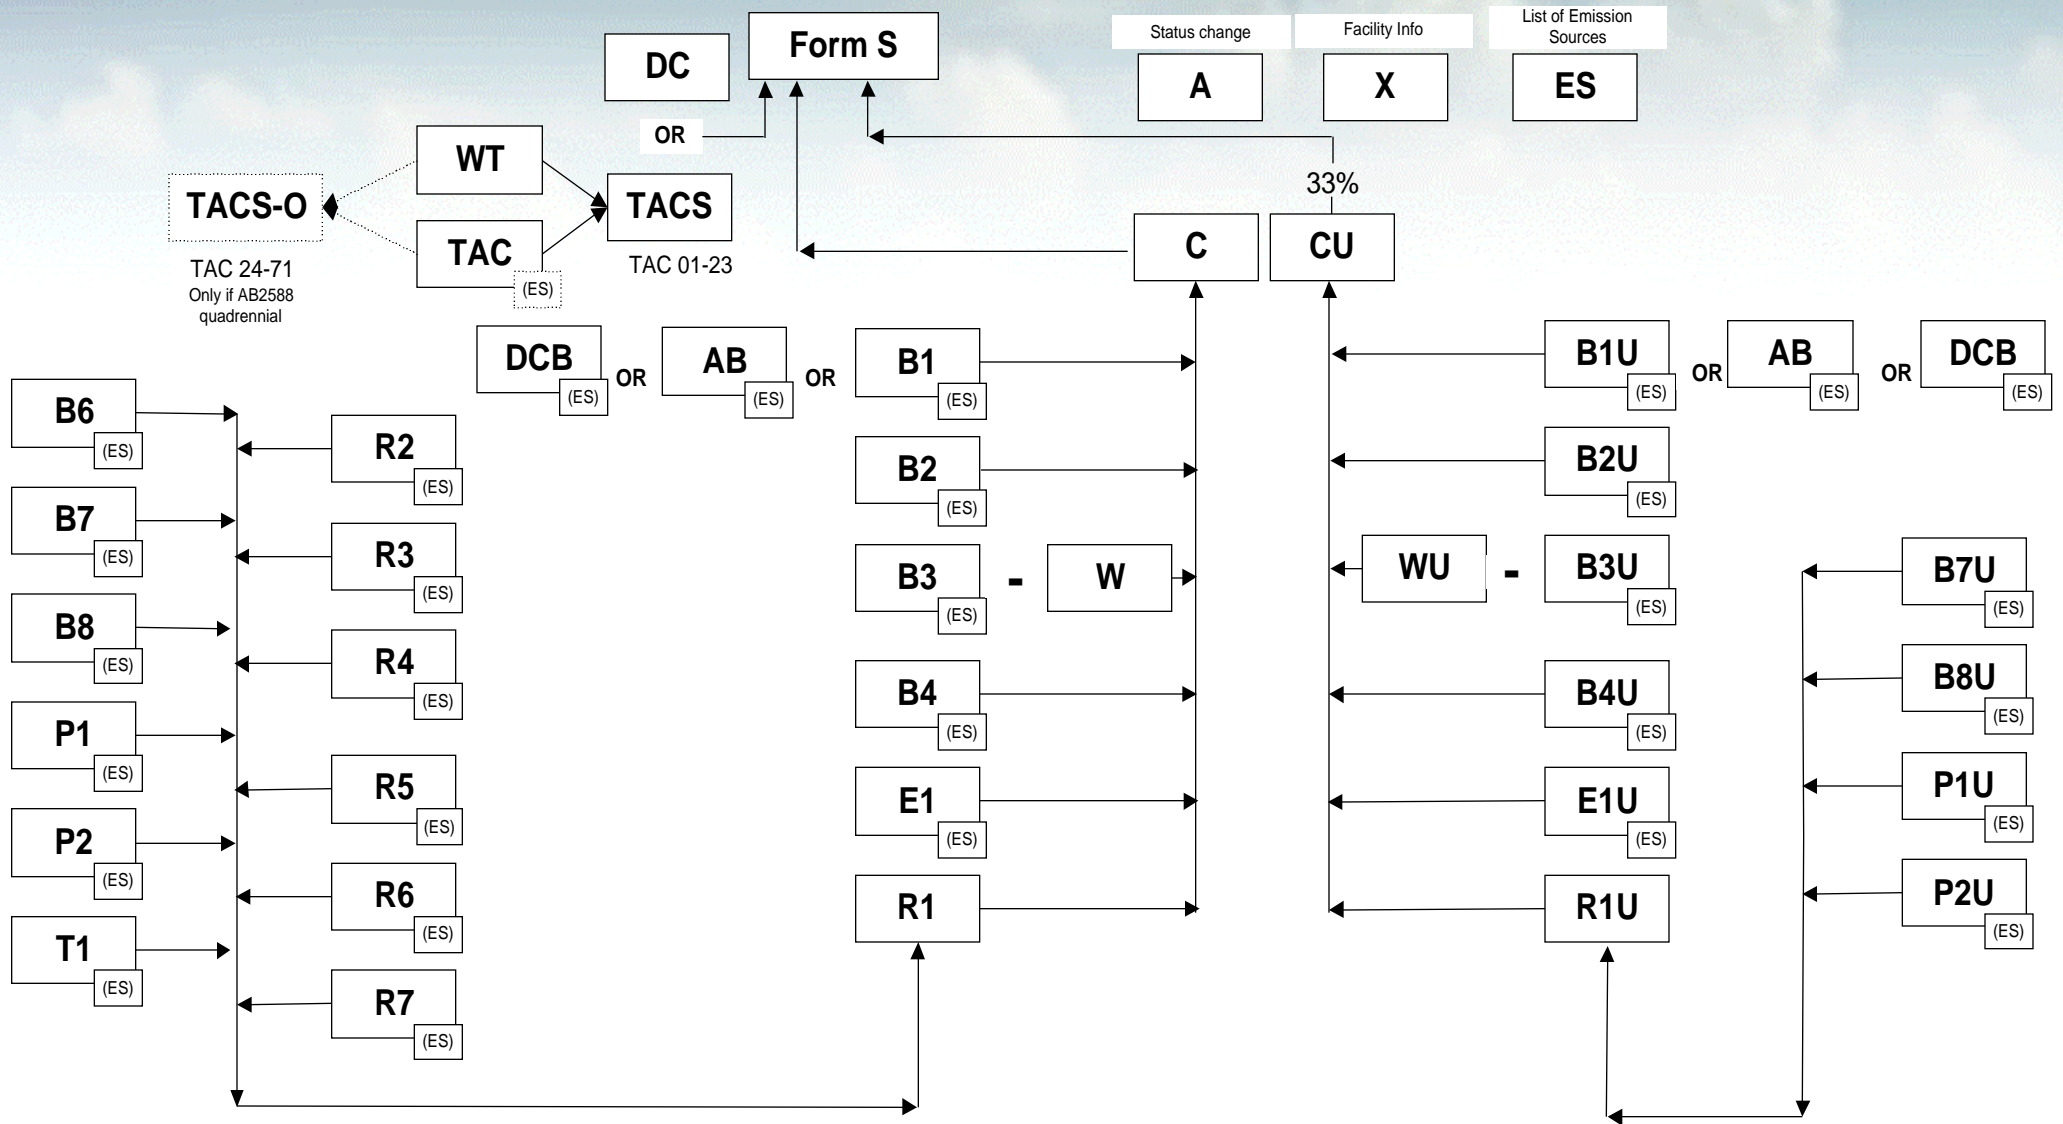 Form S
DC
OR
Status change
A
Facility Info
X
List of Emission
Sources
ES
WT
TACS-O
TAC 24-71
Only if AB2588
quadrennial
TAC
(ES)
TACS
TAC 01-23
C
33%
CU
DCB
(ES)
OR
AB
(ES)
OR
B1
(ES)
B1U
(ES)
OR
AB
(ES)
OR
DCB
(ES)
B6
(ES)
R2
(ES)
B7
(ES)
R3
(ES)
B8
(ES)
R4
(ES)
P1
(ES)
R5
(ES)
P2
(ES)
R6
(ES)
T1
(ES)
R7
(ES)
B2
(ES)
B3
(ES)
-
W
B4
(ES)
E1
(ES)
R1
B2U
(ES)
WU
-
B3U
(ES)
B4U
(ES)
E1U
(ES)
R1U
B7U
(ES)
B8U
(ES)
P1U
(ES)
P2U
(ES)